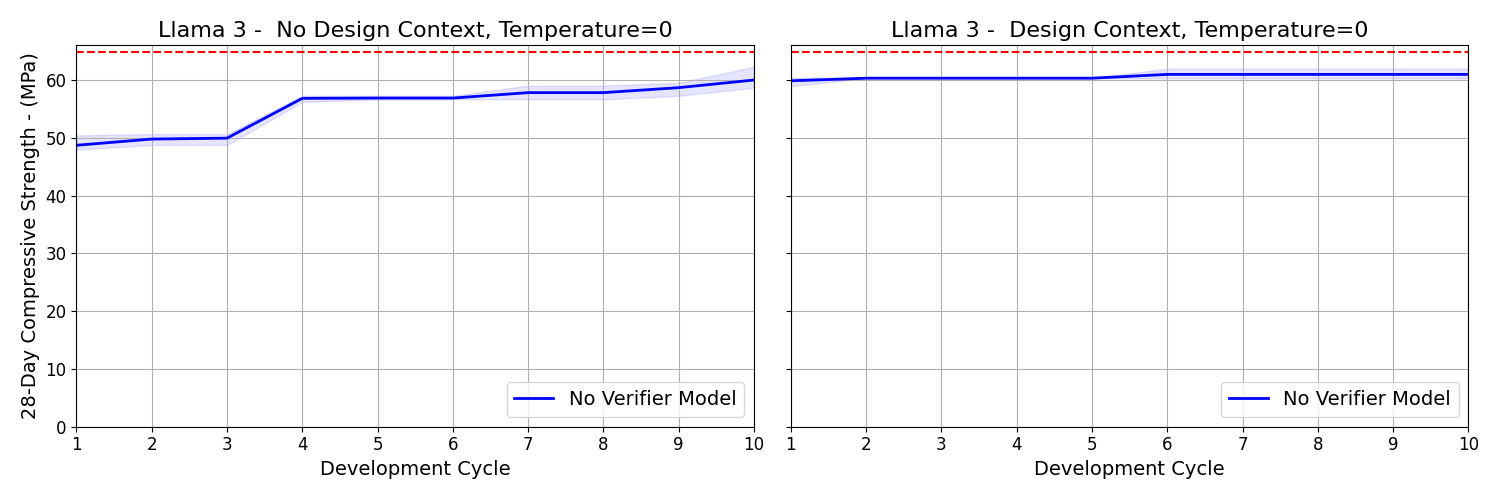 Llama 3 -  No Design Context, Temperature=0
28-Day Compressive Strength - (MPa)
60
50
40
30
20
10
0
1 2 3 4 5 6 7 8 9 10
Development Cycle
No Verifier Model
Llama 3 -  Design Context, Temperature=0
1 2 3 4 5 6 7 8 9 10
Development Cycle
No Verifier Model